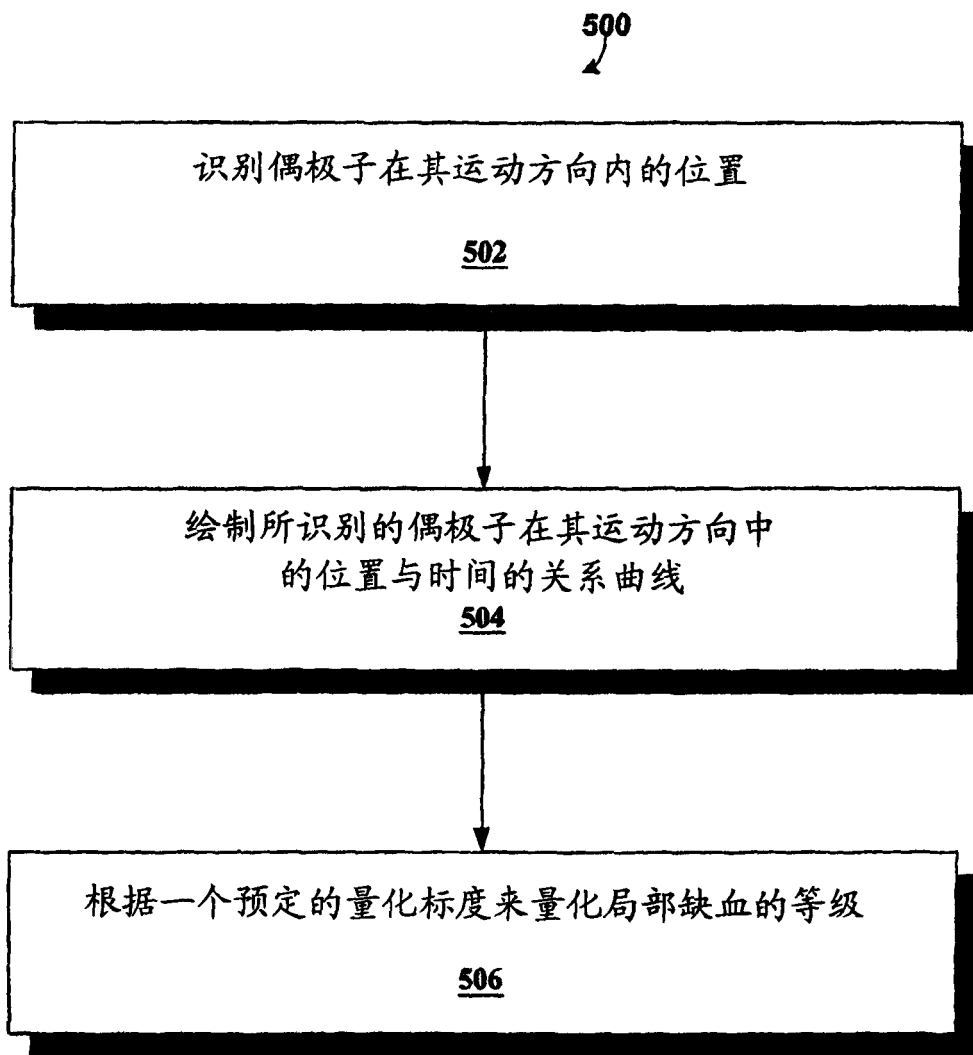 500
识别偶极子在其运动方向内的位置
502
绘制所识别的偶极子在其运动方向中
的位置与时间的关系曲线
504
根据一个预定的量化标度来量化局部缺血的等级
506